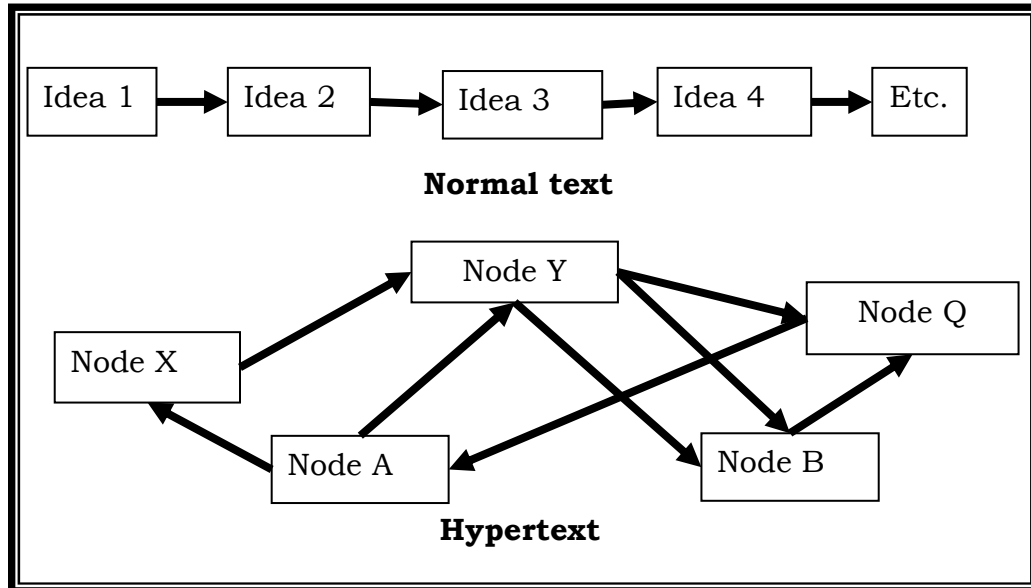 Idea 1
Idea 2
Idea 3
Idea 4
Etc.
Normal text
Node Y
Node Q
Node X
Node A
Node B
Hypertext